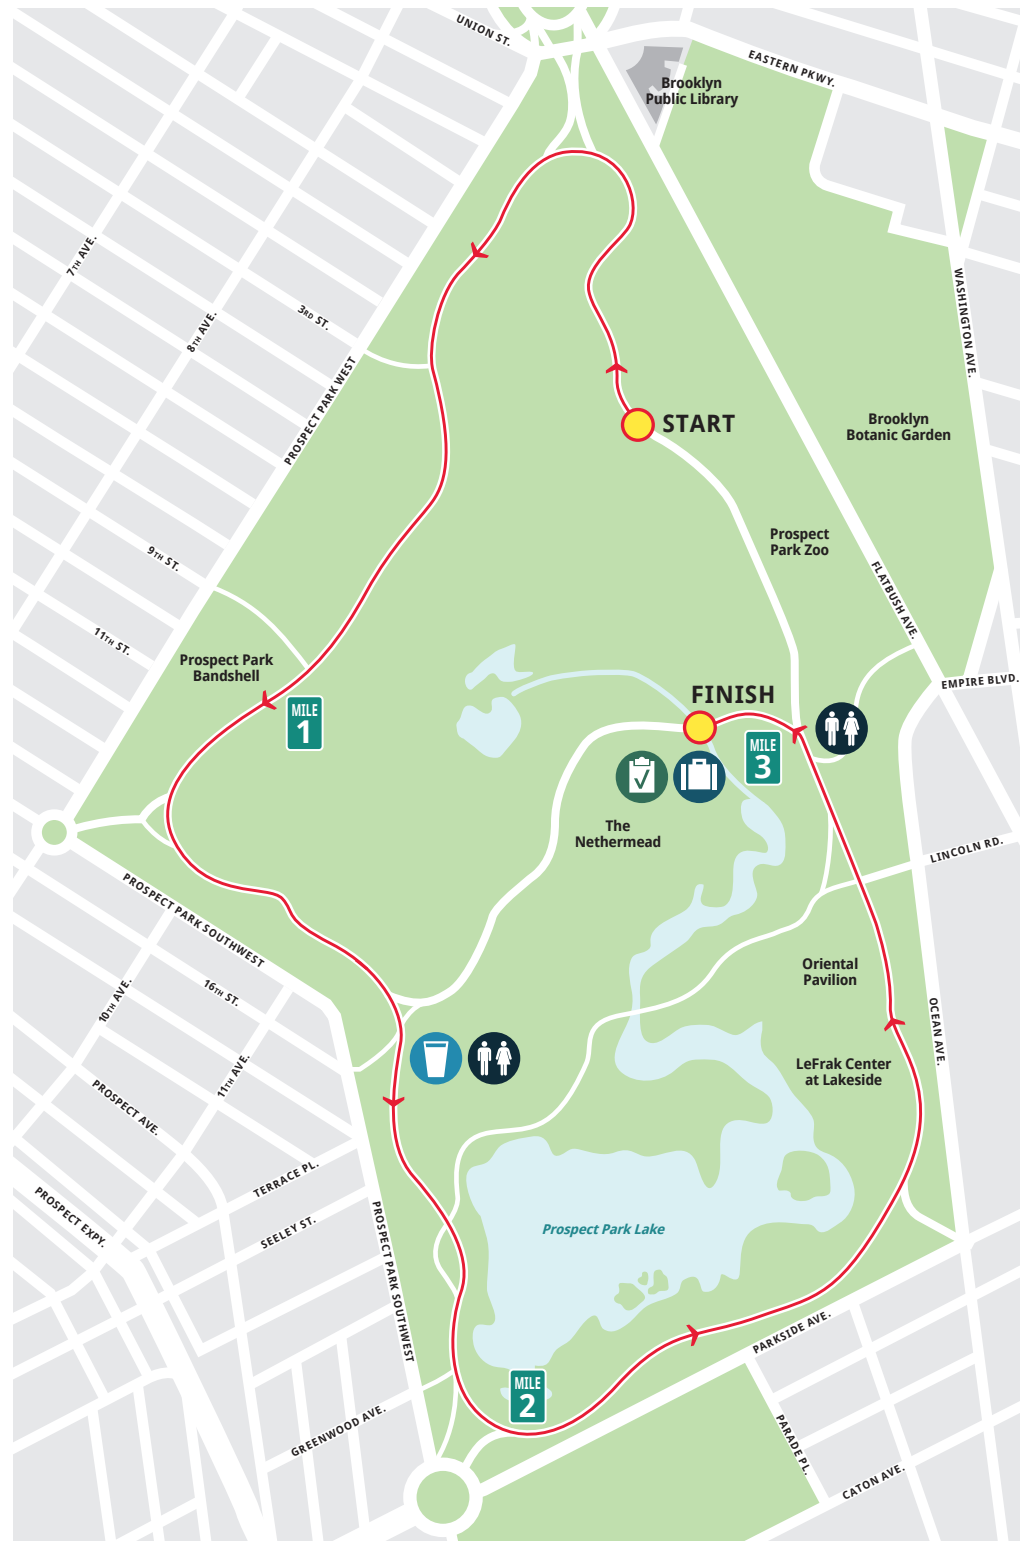 UNION ST.
EASTERN PKWY.
Brooklyn
Public Library
7TH AVE.
8TH AVE.
3RD ST.
WASHINGTON AVE.
PROSPECT PARK WEST
START
Brooklyn
Botanic Garden
Prospect
Park Zoo
9TH ST.
FLATBUSH AVE.
11TH ST.
Prospect Park
Bandshell
EMPIRE BLVD.
FINISH
MILE
1
MILE
3
The
Nethermead
LINCOLN RD.
PROSPECT PARK SOUTHWEST
Oriental
Pavilion
16TH ST.
10TH AVE.
OCEAN AVE.
LeFrak Center
at Lakeside
11TH AVE.
PROSPECT AVE.
TERRACE PL.
PROSPECT EXPY.
SEELEY ST.
Prospect Park Lake
PROSPECT PARK SOUTHWEST
PARKSIDE AVE.
MILE
2
GREENWOOD AVE.
PARADE PL.
CATON AVE.